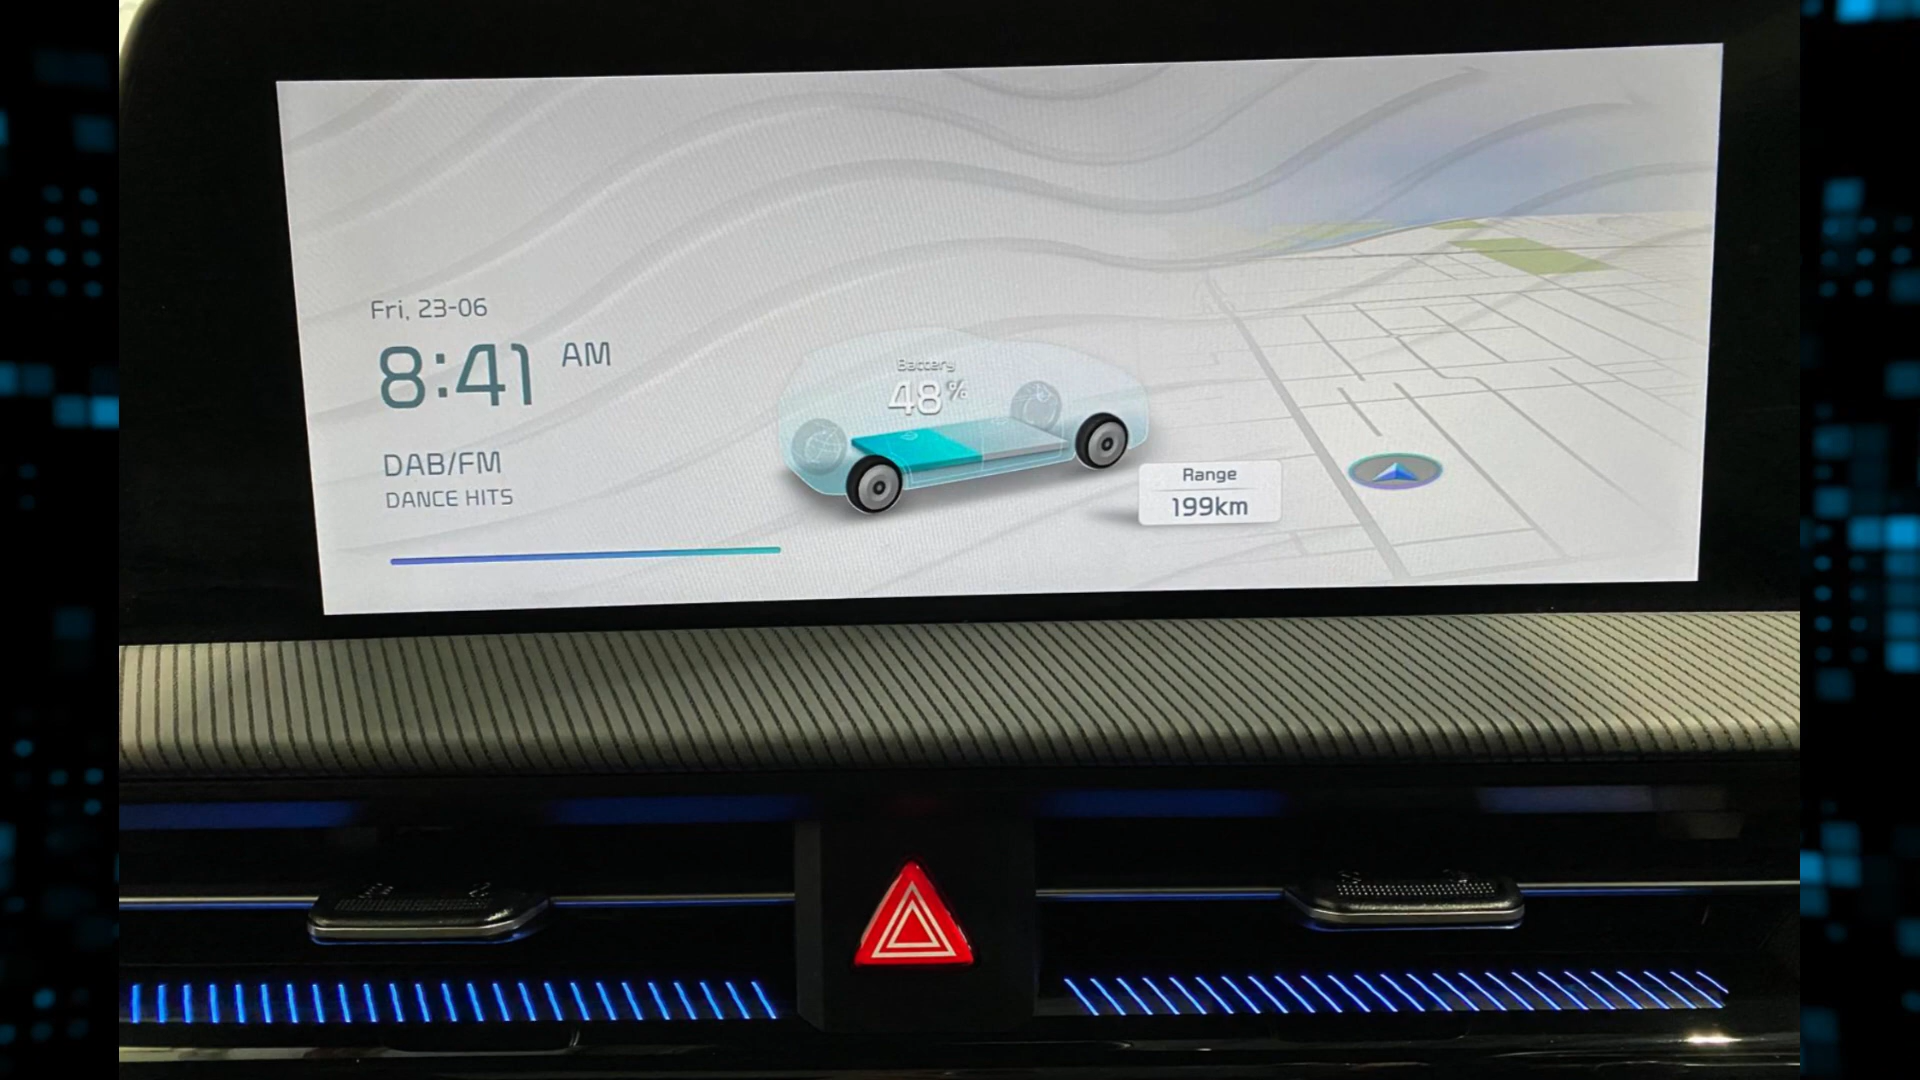 Fri, 23-06
8:41 AM
DAB/FM
DANCE HITS
Battery
48%
Range
199km